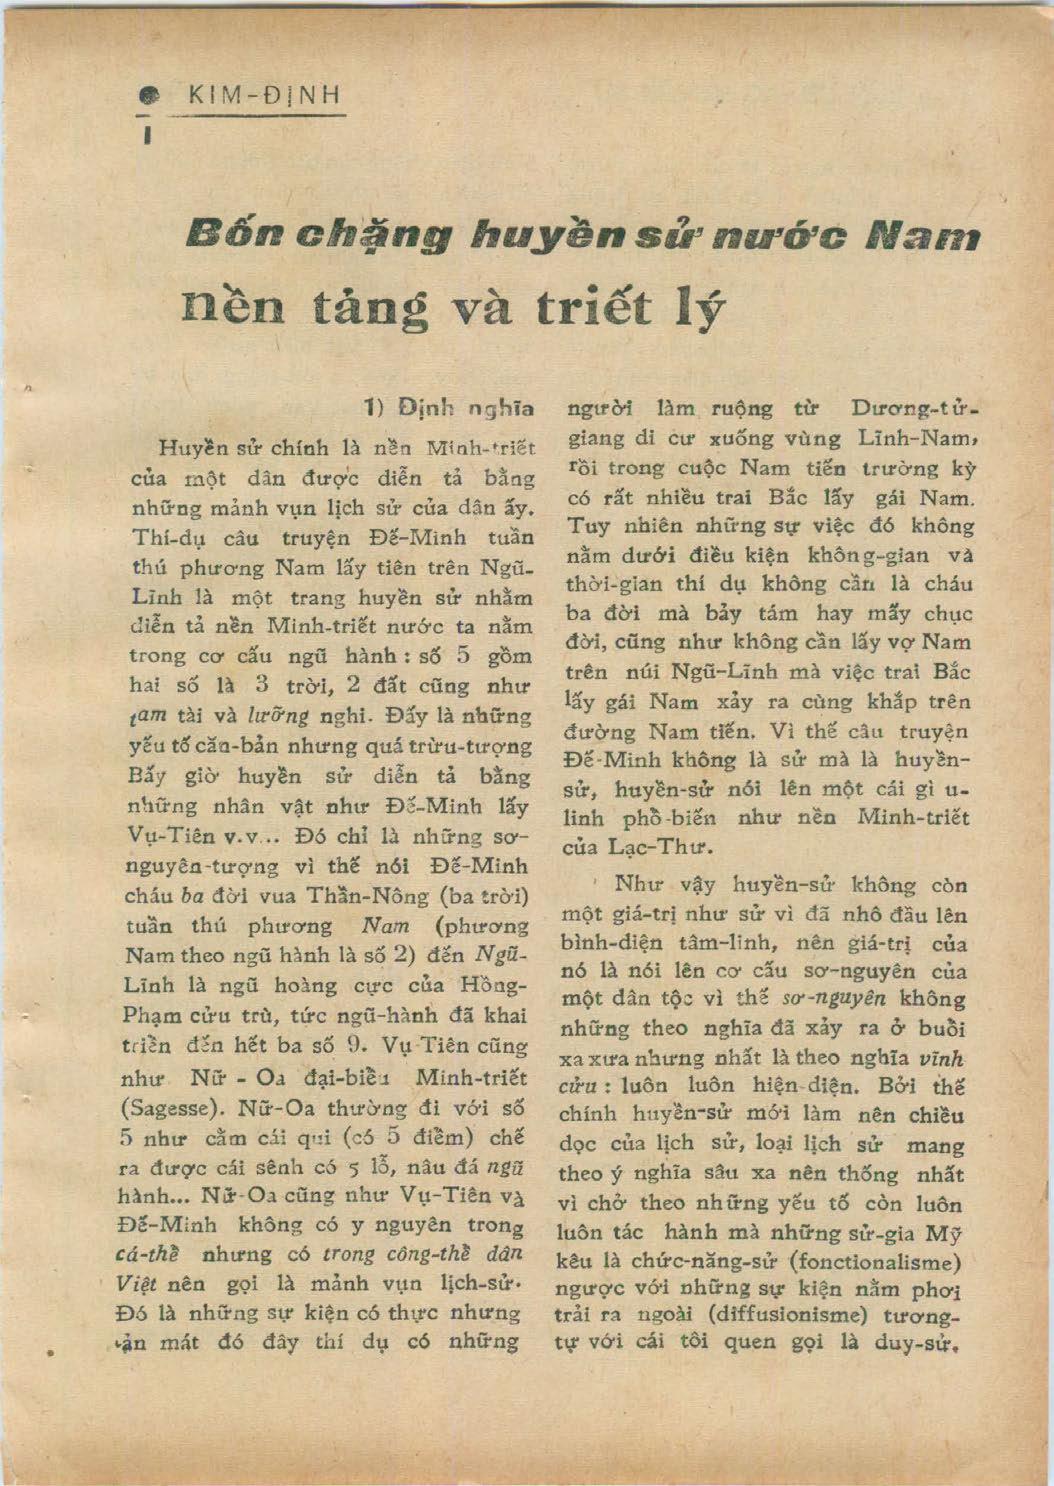 KIM-ĐỊNH
I
Bốn chặng huyền sử nước Nam
nền tảng và triết lý
1) Định nghĩa
Huyền sử chính là nền Minh-triết
của một dân được diễn tả bằng
những mảnh vụn lịch sử của dân ấy.
Thí-dụ câu truyện Đế-Minh tuần
thú phương Nam lấy tiên trên Ngũ-
Lĩnh là một trang huyền sử nhằm
diễn tả nền Minh-triết nước ta nằm
trong cơ cấu ngũ hành : số 5 gồm
hai số là 3 trời, 2 đất cũng như
tam tài và lưỡng nghi. Đấy là những
yếu tố căn-bản nhưng quá trừu-tượng
Bấy giờ huyền sử diễn tả bằng
những nhân vật như Đế-Minh lấy
Vụ-Tiên v.v... Đó chỉ là những sơ-
nguyên-tượng vì thế nói Đế-Minh
cháu ba đời vua Thần-Nông (ba trời)
tuần thú phương Nam (phương
Nam theo ngũ hành là số 2) đến Ngũ-
Lĩnh là ngũ hoàng cực của Hồng-
Phạm cửu trù, tức ngũ-hành đã khai
triển đến hết ba số 9. Vụ-Tiên cũng
như Nữ - Oa đại-biểu Minh-triết
(Sagesse). Nữ-Oa thường đi với số
5 như cầm cái qui (có 5 điểm) chế
ra được cái sênh có 5 lỗ, nâu đá ngũ
hành... Nữ-Oa cũng như Vụ-Tiên và
Đế-Minh không có y nguyên trong
cá-thể nhưng có trong công-thể dân
Việt nên gọi là mảnh vụn lịch-sử.
Đó là những sự kiện có thực nhưng
tản mát đó đây thí dụ có những
người làm ruộng từ Dương-tử-
giang di cư xuống vùng Lĩnh-Nam,
rồi trong cuộc Nam tiến trường kỳ
có rất nhiều trai Bắc lấy gái Nam.
Tuy nhiên những sự việc đó không
nằm dưới điều kiện không-gian và
thời-gian thí dụ không cần là cháu
ba đời mà bảy tám hay mấy chục
đời, cũng như không cần lấy vợ Nam
trên núi Ngũ-Lĩnh mà việc trai Bắc
lấy gái Nam xảy ra cùng khắp trên
đường Nam tiến. Vì thế câu truyện
Đế-Minh không là sử mà là huyền-
sử, huyền-sử nói lên một cái gì u-
linh phổ-biến như nền Minh-triết
của Lạc-Thư.
Như vậy huyền-sử không còn
một giá-trị như sử vì đã nhô đầu lên
bình-diện tâm-linh, nên giá-trị của
nó là nói lên cơ cấu sơ-nguyên của
một dân tộc vì thế sơ-nguyên không
những theo nghĩa đã xảy ra ở buổi
xa xưa nhưng nhất là theo nghĩa vĩnh
cửu : luôn luôn hiện-diện. Bởi thế
chính huyền-sử mới làm nên chiều
dọc của lịch sử, loại lịch sử mang
theo ý nghĩa sâu xa nên thống nhất
vì chở theo những yếu tố còn luôn
luôn tác hành mà những sử-gia Mỹ
kêu là chức-năng-sử (fonctionalisme)
ngược với những sự kiện nằm phơi
trải ra ngoài (diffusionisme) tương-
tự với cái tôi quen gọi là duy-sử.